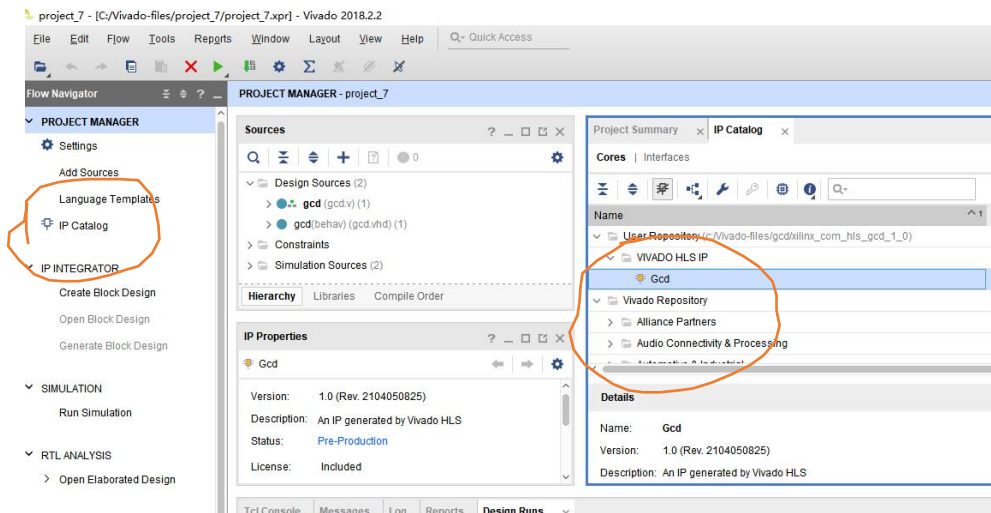 project_7 - [C:/Vivado-files/project_7/project_7.xpr] - Vivado 2018.2.2
File Edit Flow Tools Reports Window Layout View Help Quick Access
Flow Navigator
PROJECT MANAGER
Settings
Add Sources
Language Templates
IP Catalog
IP INTEGRATOR
Create Block Design
Open Block Design
Generate Block Design
SIMULATION
Run Simulation
RTL ANALYSIS
Open Elaborated Design
PROJECT MANAGER - project_7
Sources
0
Design Sources (2)
gcd (gcd.v) (1)
gcd(behav) (gcd.vhd) (1)
Constraints
Simulation Sources (2)
Hierarchy Libraries Compile Order
IP Properties
Gcd
Version: 1.0 (Rev. 2104050825)
Description: An IP generated by Vivado HLS
Status: Pre-Production
License: Included
Project Summary IP Catalog
Cores | Interfaces
Name 1
User Repository (c:/Vivado-files/gcd/xilinx_com_hls_gcd_1_0)
VIVADO HLS IP
Gcd
Vivado Repository
Alliance Partners
Audio Connectivity & Processing
Automotive & Industrial
Details
Name: Gcd
Version: 1.0 (Rev. 2104050825)
Description: An IP generated by Vivado HLS
Tcl Console Messages Log Reports Design Runs